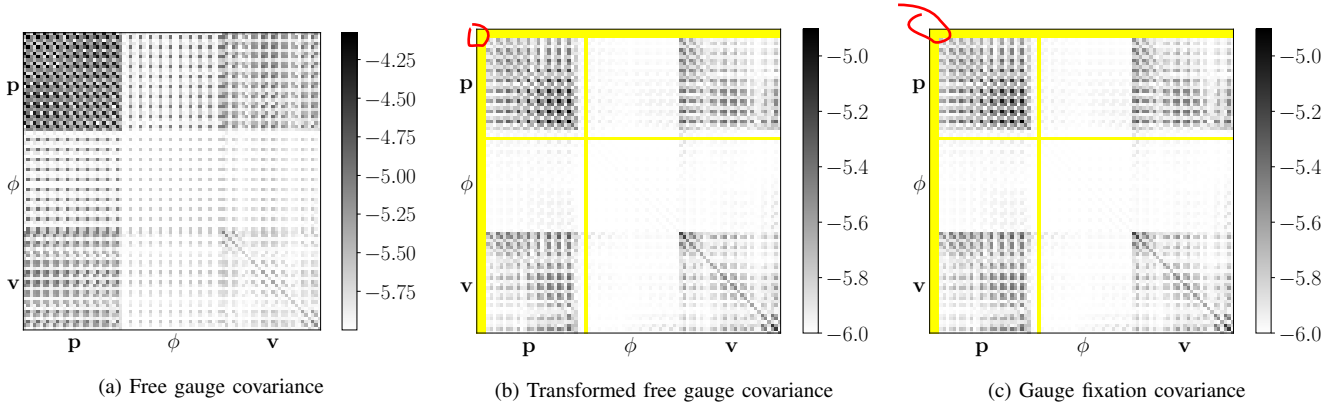 p
ϕ
v
p
ϕ
v
−4.25
−4.50
−4.75
−5.00
−5.25
−5.50
−5.75
(a) Free gauge covariance
p
ϕ
v
p
ϕ
v
−5.0
−5.2
−5.4
−5.6
−5.8
−6.0
(b) Transformed free gauge covariance
p
ϕ
v
p
ϕ
v
−5.0
−5.2
−5.4
−5.6
−5.8
−6.0
(c) Gauge fixation covariance